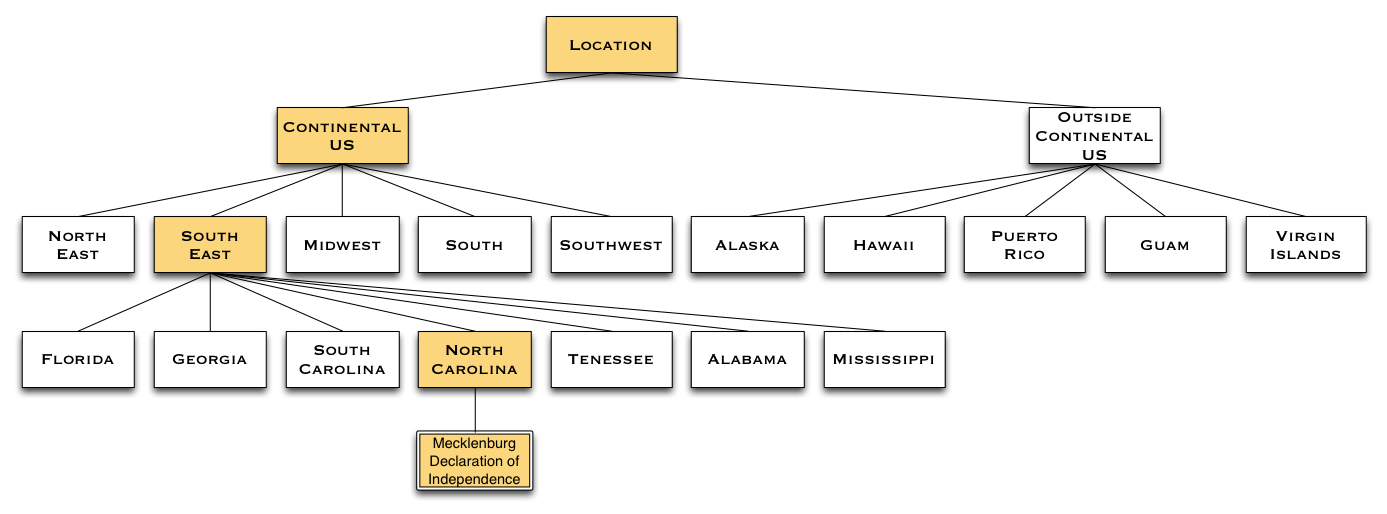 LOCATION
CONTINENTAL
US
OUTSIDE
CONTINENTAL
US
NORTH
EAST
SOUTH
EAST
MIDWEST
SOUTH
SOUTHWEST
ALASKA
HAWAII
PUERTO
RICO
GUAM
VIRGIN
ISLANDS
FLORIDA
GEORGIA
SOUTH
CAROLINA
NORTH
CAROLINA
TENESSEE
ALABAMA
MISSISSIPPI
Mecklenburg
Declaration of
Independence